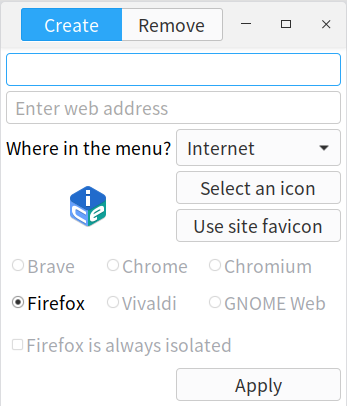 Create Remove
Enter web address
Where in the menu? Internet
ice
Select an icon
Use site favicon
Brave Chrome Chromium
Firefox Vivaldi GNOME Web
Firefox is always isolated
Apply